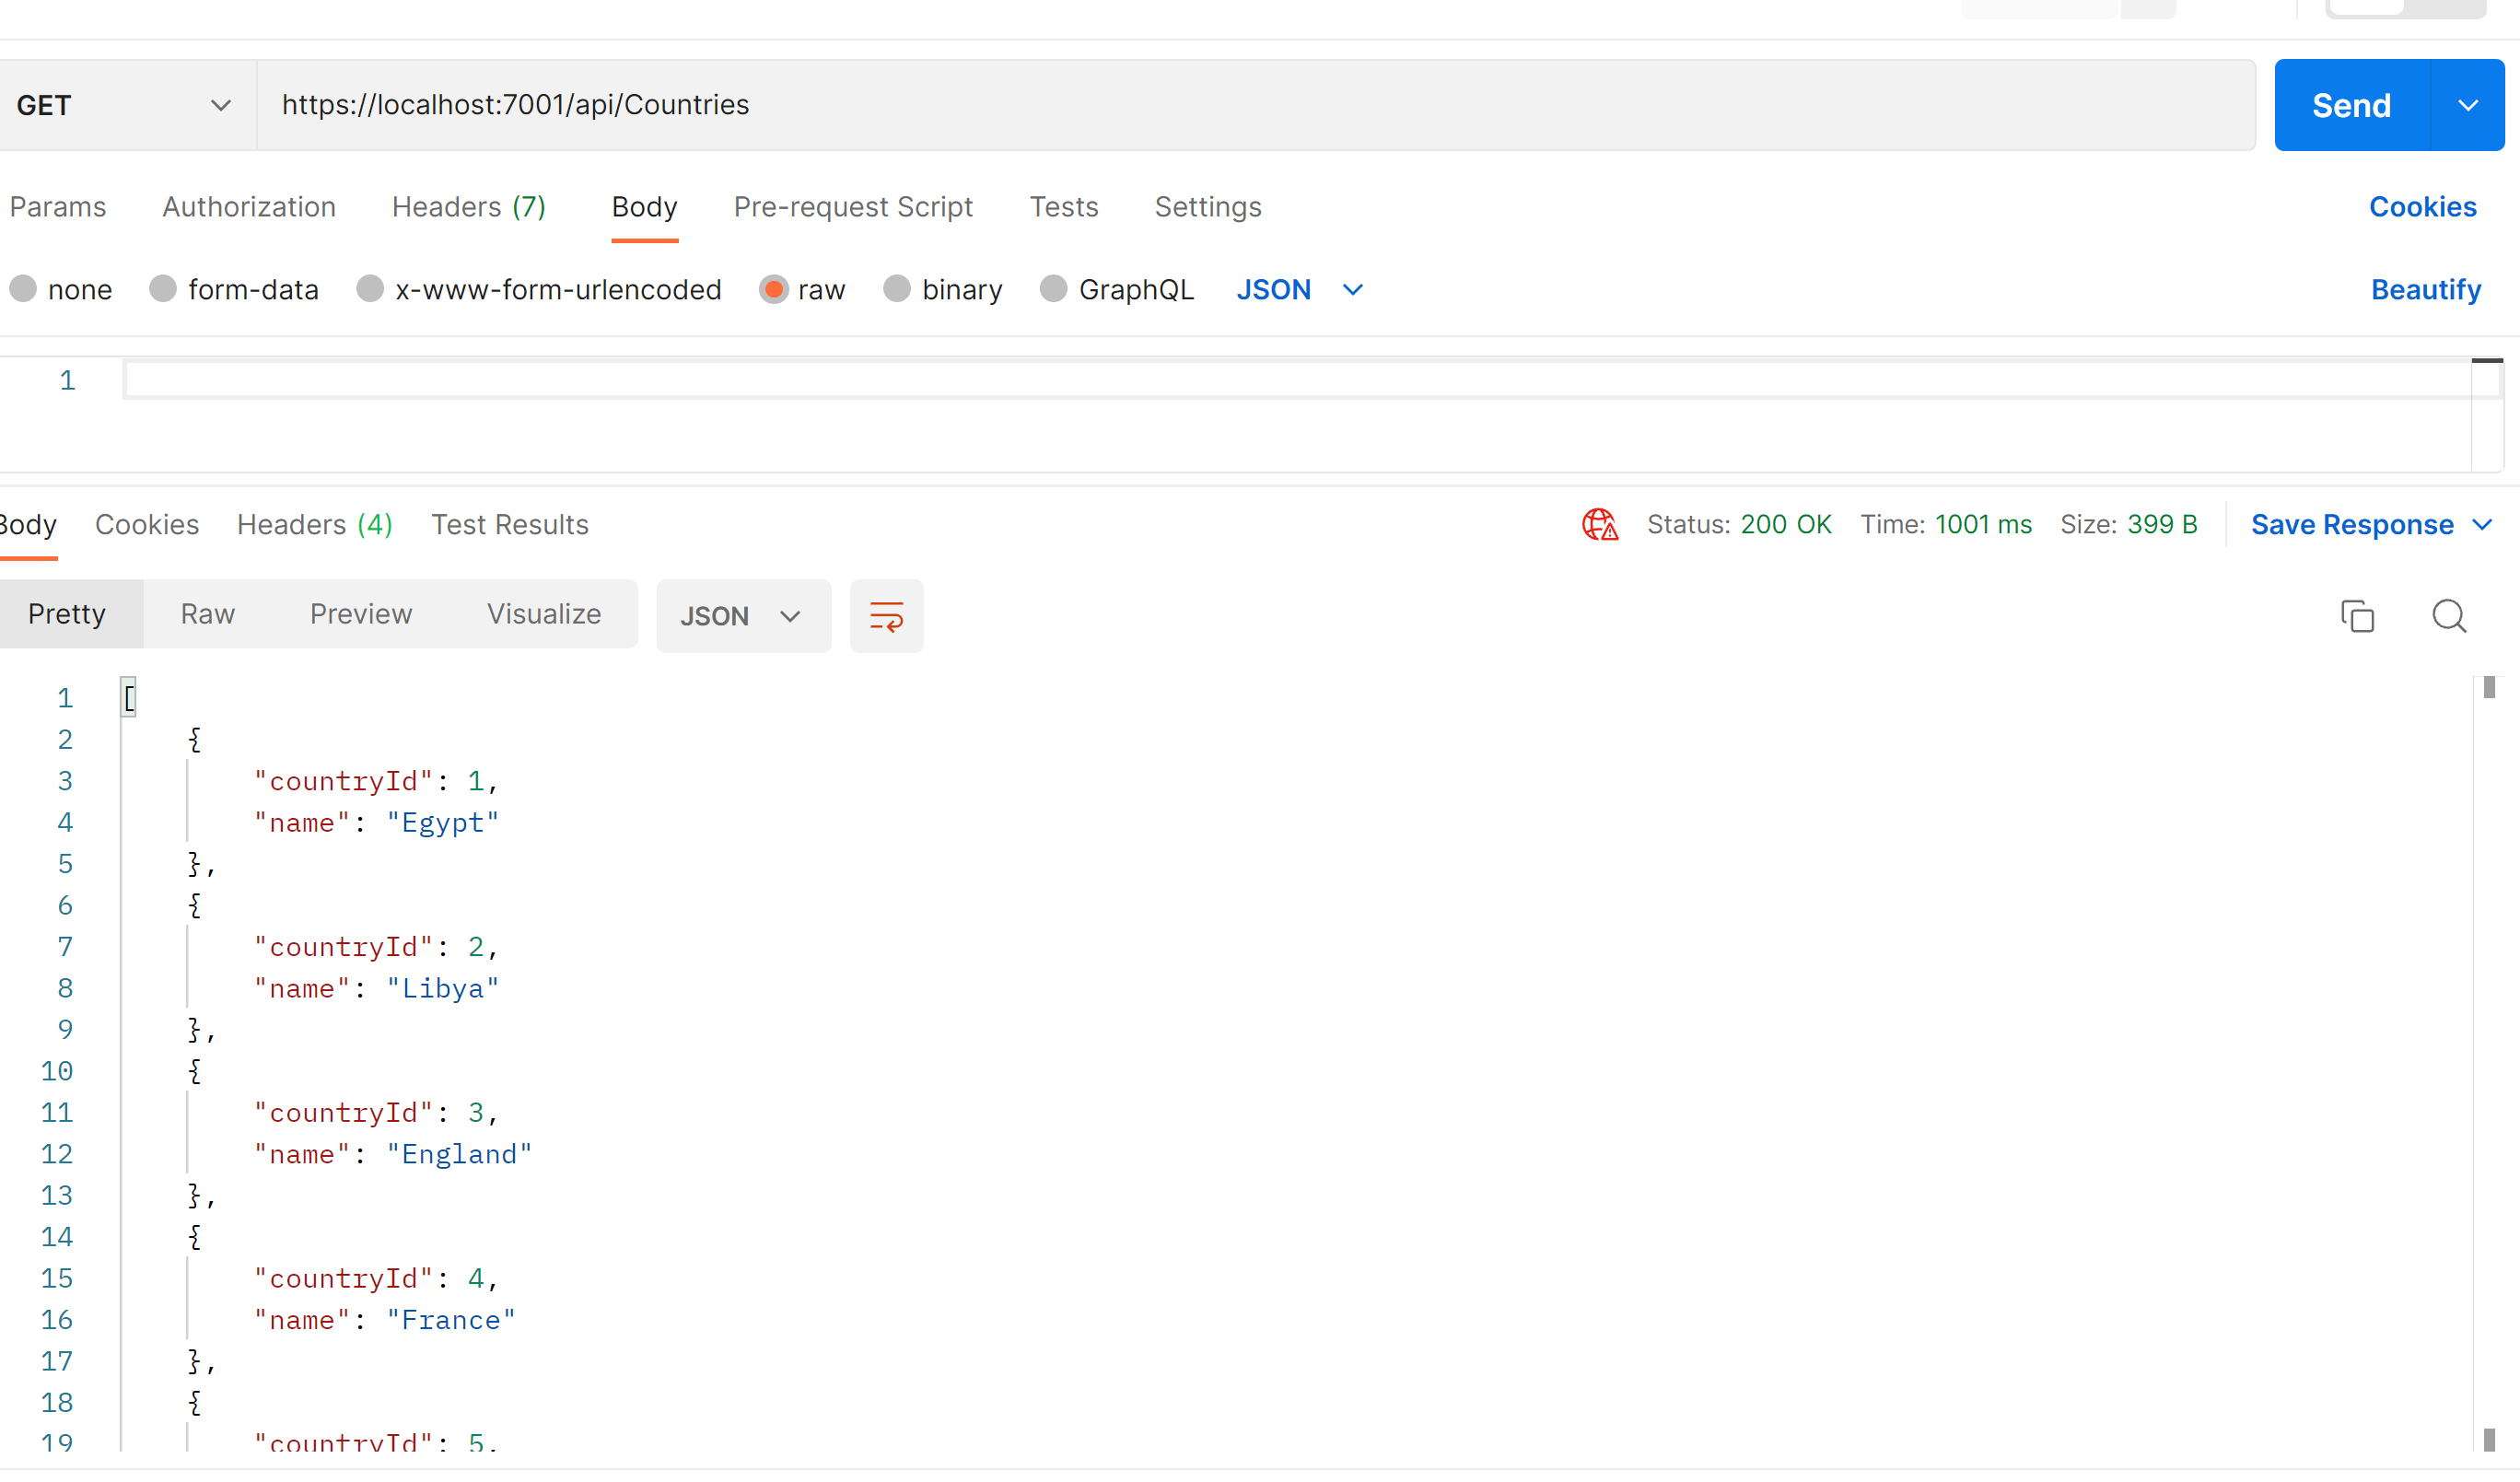 GET https://localhost:7001/api/Countries Send
Params Authorization Headers (7) Body Pre-request Script Tests Settings Cookies
none form-data x-www-form-urlencoded raw binary GraphQL JSON Beautify
1
Body Cookies Headers (4) Test Results Status: 200 OK Time: 1001 ms Size: 399 B Save Response
Pretty Raw Preview Visualize JSON
1 [
2 {
3 "countryId": 1,
4 "name": "Egypt"
5 },
6 {
7 "countryId": 2,
8 "name": "Libya"
9 },
10 {
11 "countryId": 3,
12 "name": "England"
13 },
14 {
15 "countryId": 4,
16 "name": "France"
17 },
18 {
19 "countryId": 5,